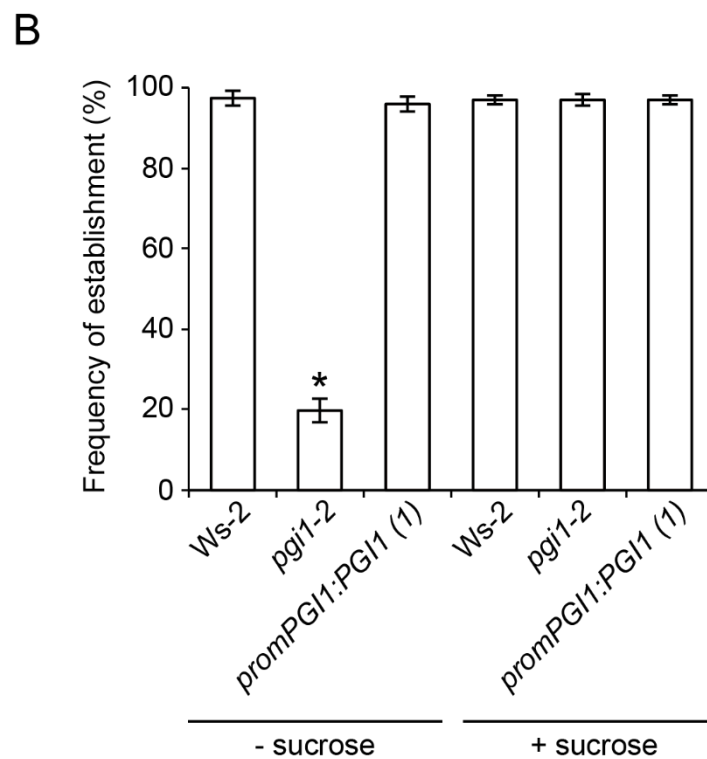 B
Frequency of establishment (%)
100
80
60
40
20
0
*
Ws-2
pgi1-2
promPGI1:PGI1 (1)
Ws-2
pgi1-2
promPGI1:PGI1 (1)
- sucrose
+ sucrose